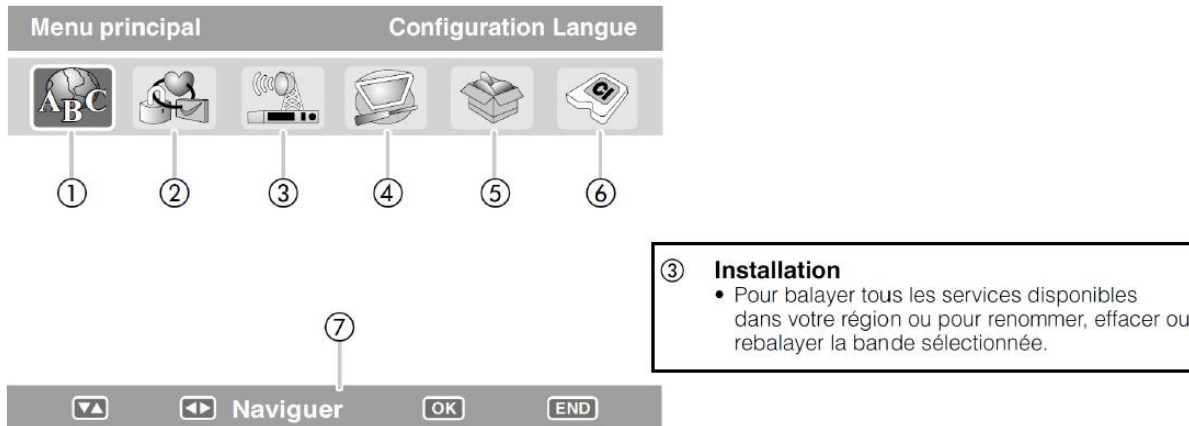 Menu principal Configuration Langue
ABC CI
① ② ③ ④ ⑤ ⑥
③ Installation
• Pour balayer tous les services disponibles
dans votre région ou pour renommer, effacer ou
rebalayer la bande sélectionnée.
⑦
▼▲ ◀▶ Naviguer OK END